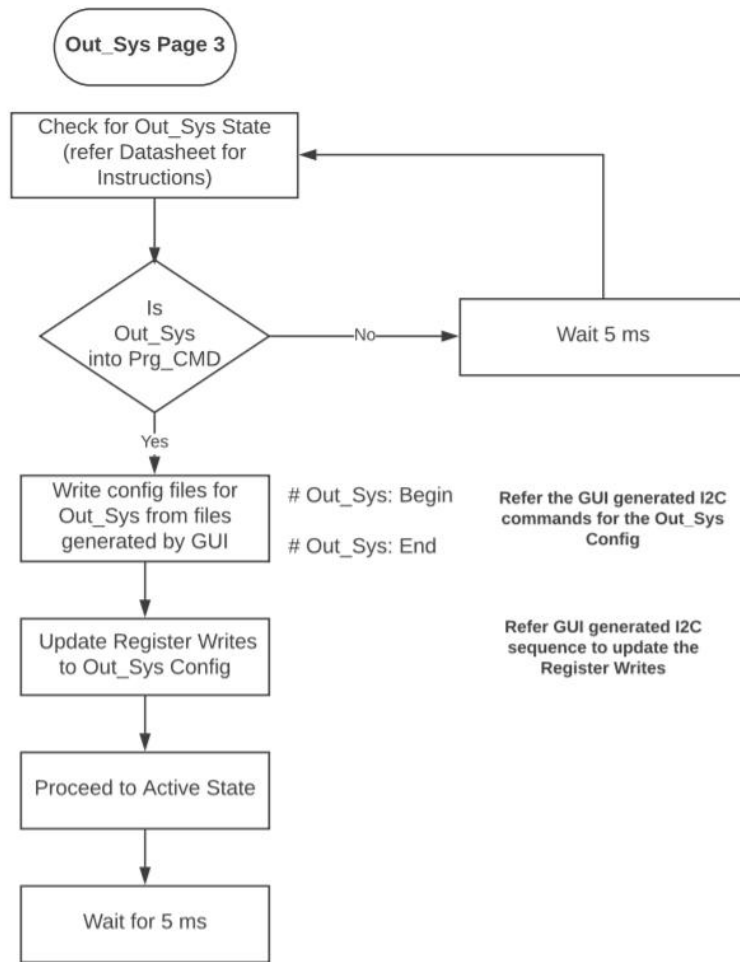 Out_Sys Page 3
Check for Out_Sys State
(refer Datasheet for
Instructions)
Is
Out_Sys
into Prg_CMD
No
Wait 5 ms
Yes
Write config files for
Out_Sys from files
generated by GUI
# Out_Sys: Begin
# Out_Sys: End
Refer the GUI generated I2C
commands for the Out_Sys
Config
Update Register Writes
to Out_Sys Config
Refer GUI generated I2C
sequence to update the
Register Writes
Proceed to Active State
Wait for 5 ms